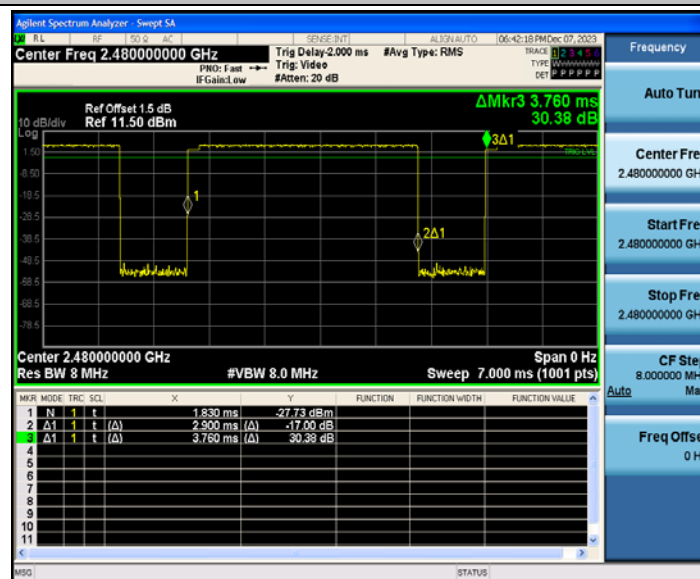 Agilent Spectrum Analyzer - Swept SA
RL RF 50 Ω AC SENSE:INT ALIGN AUTO 06:42:18 PM Dec 07, 2023
Center Freq 2.480000000 GHz
PNO: Fast
IFGain:Low
Trig Delay-2.000 ms
Trig: Video
#Atten: 20 dB
#Avg Type: RMS
TRACE 1 2 3 4 5 6
TYPE WWWWWW
DET P P P P P P
Ref Offset 1.5 dB
10 dB/div Ref 11.50 dBm
ΔMkr3 3.760 ms
30.38 dB
Log
3Δ1
1.50
TRIG LVL
-8.50
-18.5
1
-28.5
2Δ1
-38.5
-48.5
-58.5
-68.5
-78.5
Center 2.480000000 GHz Span 0 Hz
Res BW 8 MHz #VBW 8.0 MHz Sweep 7.000 ms (1001 pts)
MKR MODE TRC SCL X Y FUNCTION FUNCTION WIDTH FUNCTION VALUE
1 N 1 t 1.830 ms -27.73 dBm
2 Δ1 1 t (Δ) 2.900 ms (Δ) -17.00 dB
3 Δ1 1 t (Δ) 3.760 ms (Δ) 30.38 dB
4
5
6
7
8
9
10
11
MSG STATUS
Frequency
Auto Tun
Center Fre
2.480000000 GH
Start Fre
2.480000000 GH
Stop Fre
2.480000000 GH
CF Ste
8.000000 MH
Auto Ma
Freq Offse
0 H